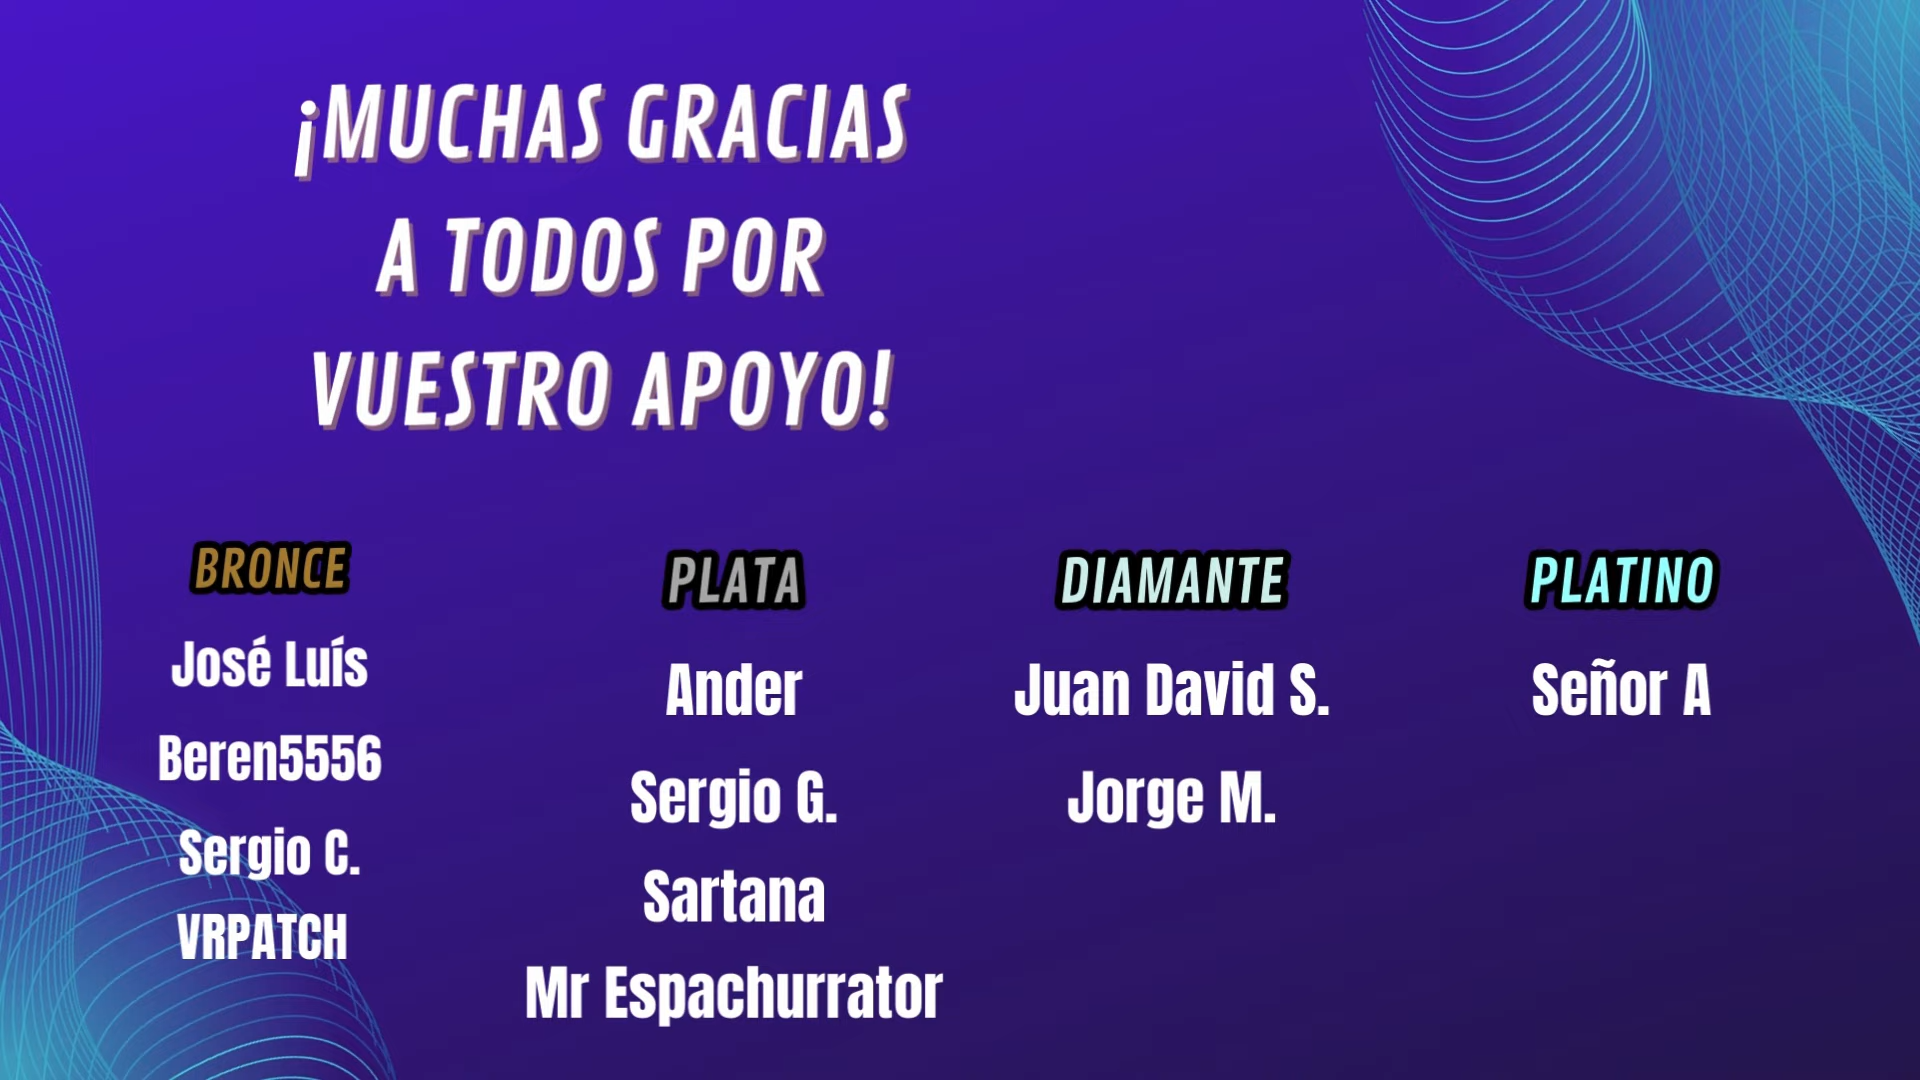 ¡MUCHAS GRACIAS
A TODOS POR
VUESTRO APOYO!
BRONCE
José Luís
Beren5556
Sergio C.
VRPATCH
PLATA
Ander
Sergio G.
Sartana
Mr Espachurrator
DIAMANTE
Juan David S.
Jorge M.
PLATINO
Señor A